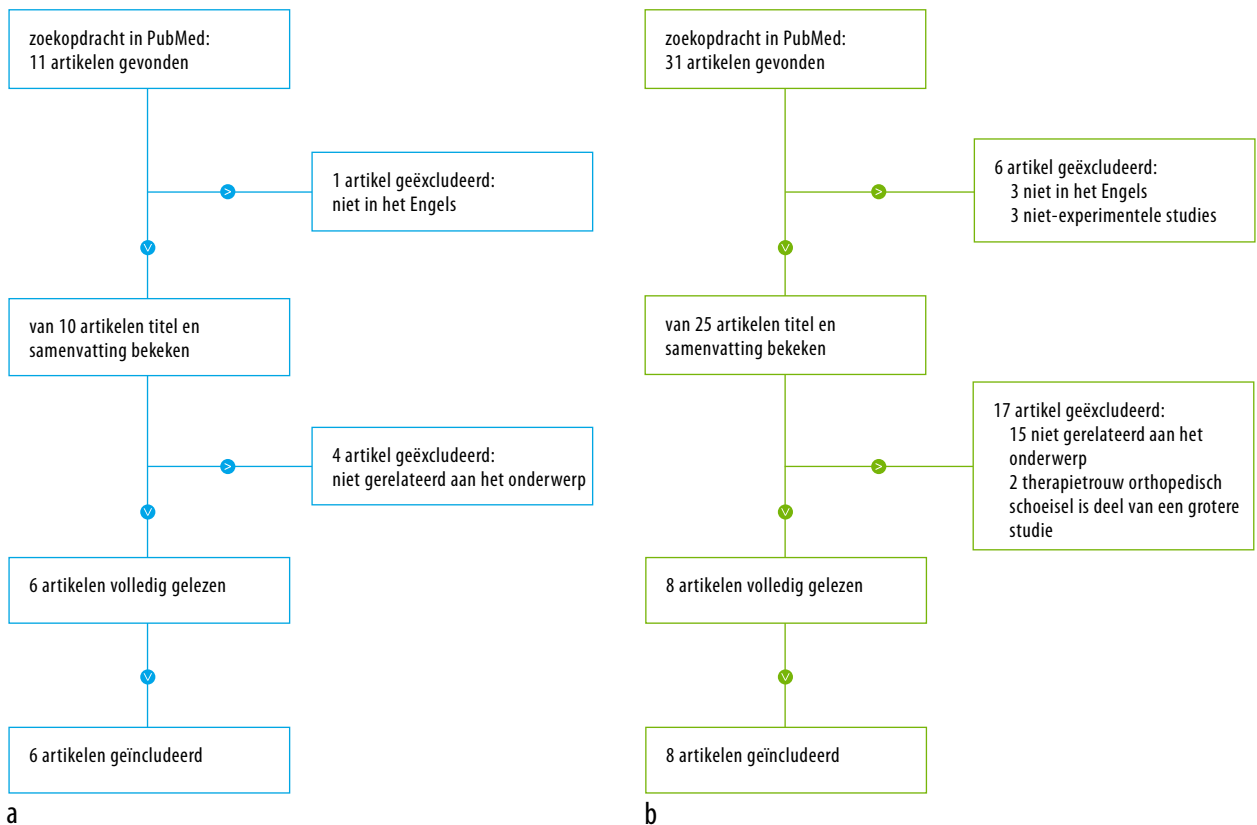 zoekopdracht in PubMed:
11 artikelen gevonden
1 artikel geëxcludeerd:
niet in het Engels
van 10 artikelen titel en
samenvatting bekeken
4 artikel geëxcludeerd:
niet gerelateerd aan het onderwerp
6 artikelen volledig gelezen
6 artikelen geïncludeerd
a
zoekopdracht in PubMed:
31 artikelen gevonden
6 artikel geëxcludeerd:
3 niet in het Engels
3 niet-experimentele studies
van 25 artikelen titel en
samenvatting bekeken
17 artikel geëxcludeerd:
15 niet gerelateerd aan het
onderwerp
2 therapietrouw orthopedisch
schoeisel is deel van een grotere
studie
8 artikelen volledig gelezen
8 artikelen geïncludeerd
b